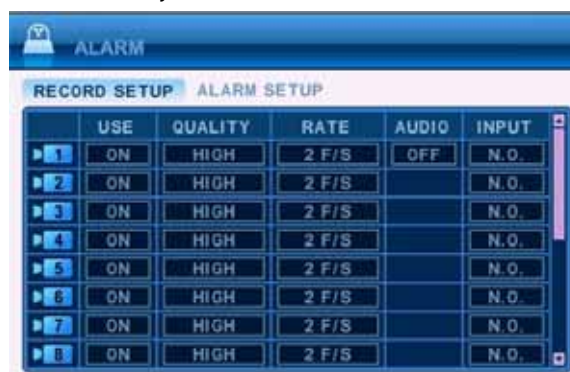 ALARM
RECORD SETUP ALARM SETUP
USE QUALITY RATE AUDIO INPUT
1 ON HIGH 2 F/S OFF N.O.
2 ON HIGH 2 F/S N.O.
3 ON HIGH 2 F/S N.O.
4 ON HIGH 2 F/S N.O.
5 ON HIGH 2 F/S N.O.
6 ON HIGH 2 F/S N.O.
7 ON HIGH 2 F/S N.O.
8 ON HIGH 2 F/S N.O.